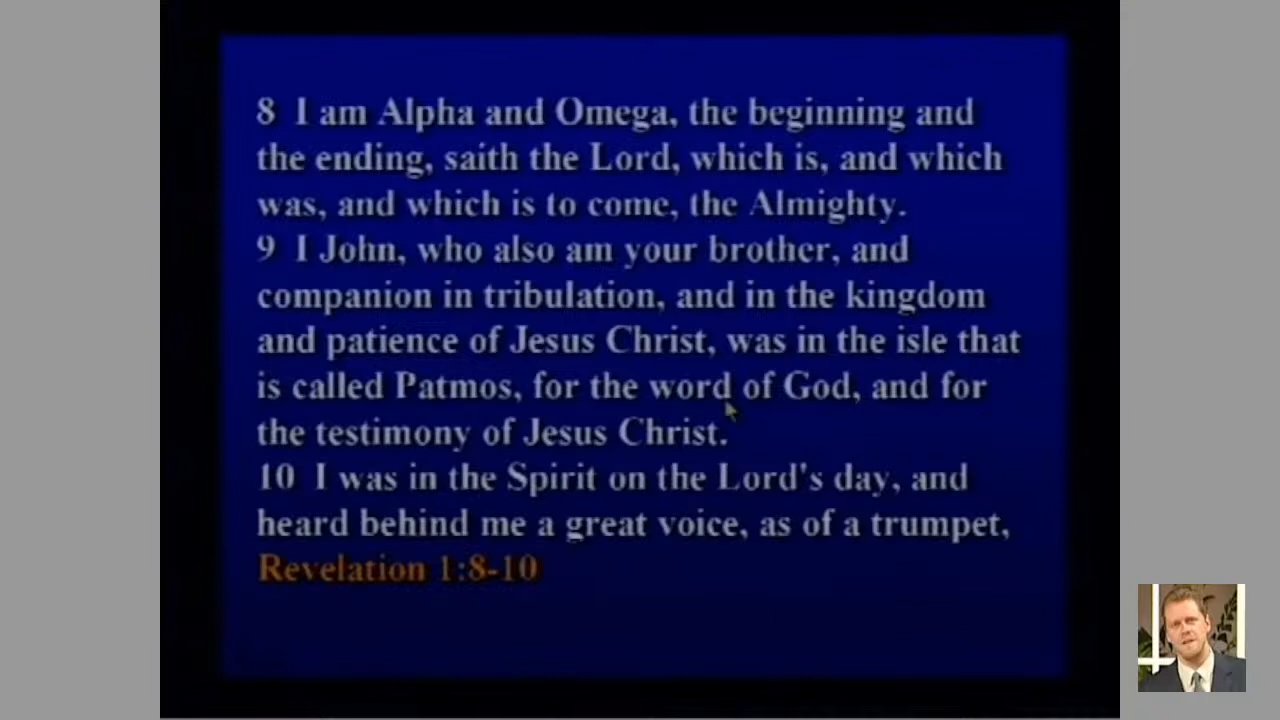 8 I am Alpha and Omega, the beginning and
the ending, saith the Lord, which is, and which
was, and which is to come, the Almighty.
9 I John, who also am your brother, and
companion in tribulation, and in the kingdom
and patience of Jesus Christ, was in the isle that
is called Patmos, for the word of God, and for
the testimony of Jesus Christ.
10 I was in the Spirit on the Lord's day, and
heard behind me a great voice, as of a trumpet,
Revelation 1:8-10